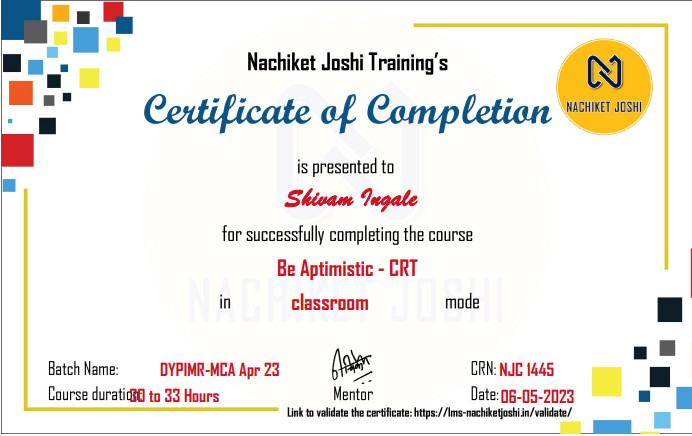 Nachiket Joshi Training's
Certificate of Completion
NACHIKET JOSHI
is presented to
Shivam Ingale
for successfully completing the course
Be Aptimistic - CRT
NACHIKET JOSHI
in classroom mode
Batch Name: DYPIMR-MCA Apr 23
CRN: NJC 1445
Course duration: 30 to 33 Hours
Mentor
Date: 06-05-2023
Link to validate the certificate: https://lms-nachiketjoshi.in/validate/